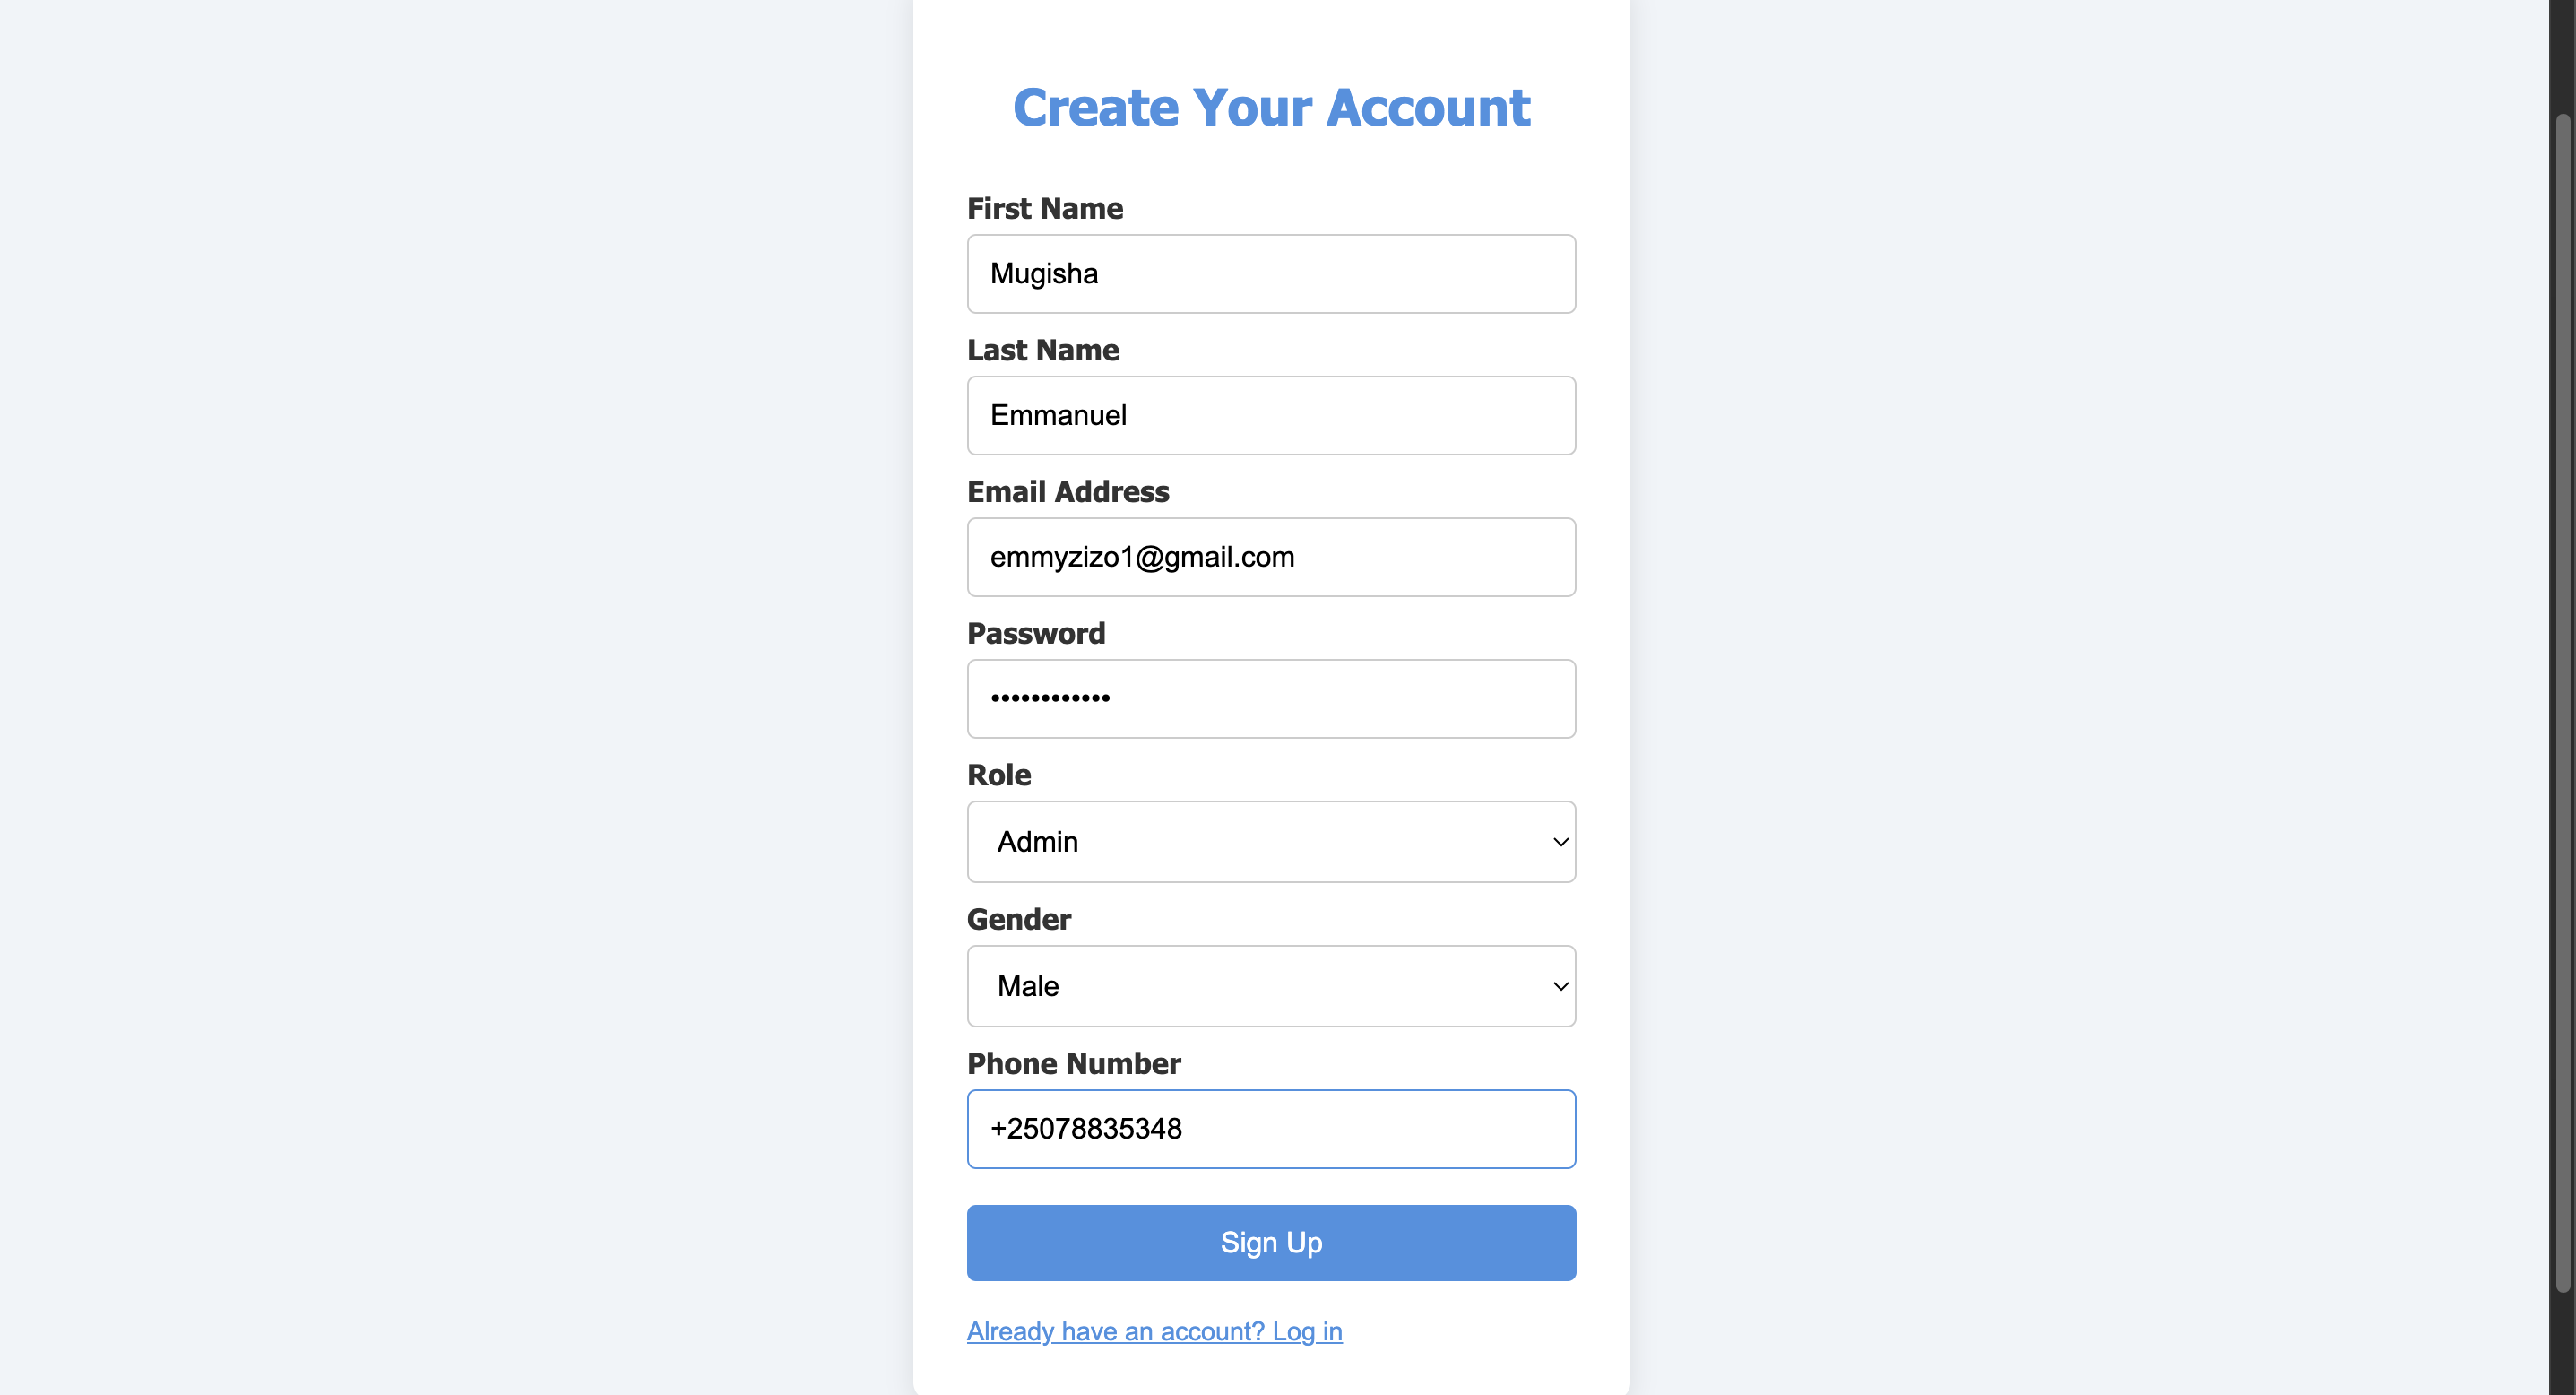 Create Your Account
First Name
Mugisha
Last Name
Emmanuel
Email Address
emmyzizo1@gmail.com
Password
••••••••••••
Role
Admin
Gender
Male
Phone Number
+25078835348
Sign Up
Already have an account? Log in